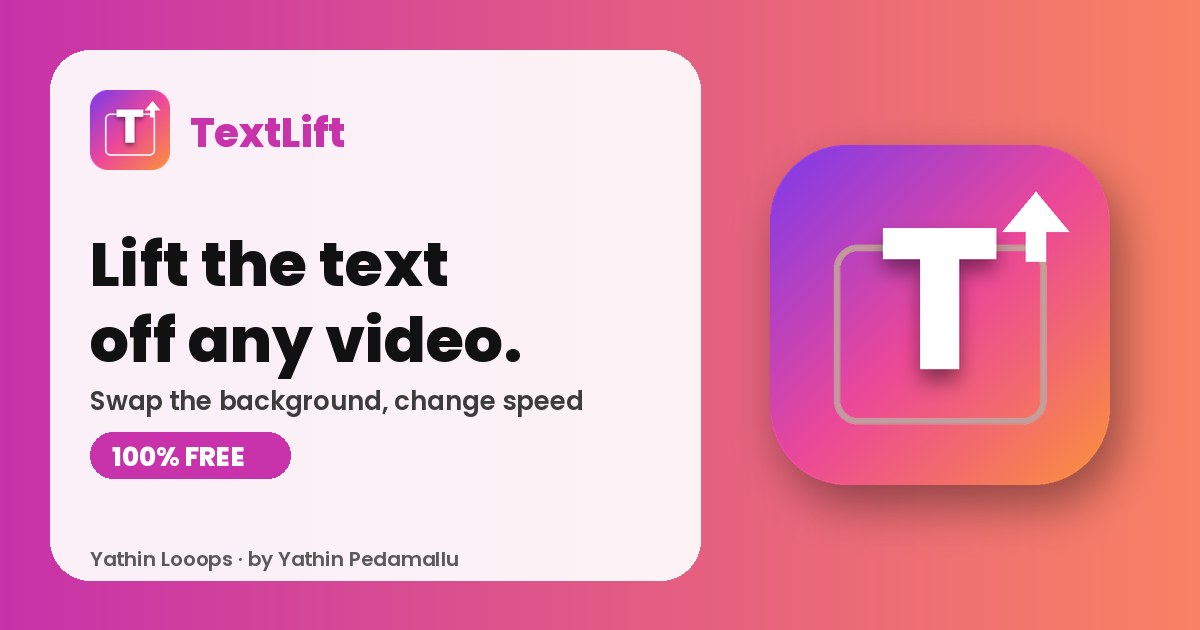 T
TextLift
Lift the text
off any video.
Swap the background, change speed
100% FREE
Yathin Looops · by Yathin Pedamallu
T